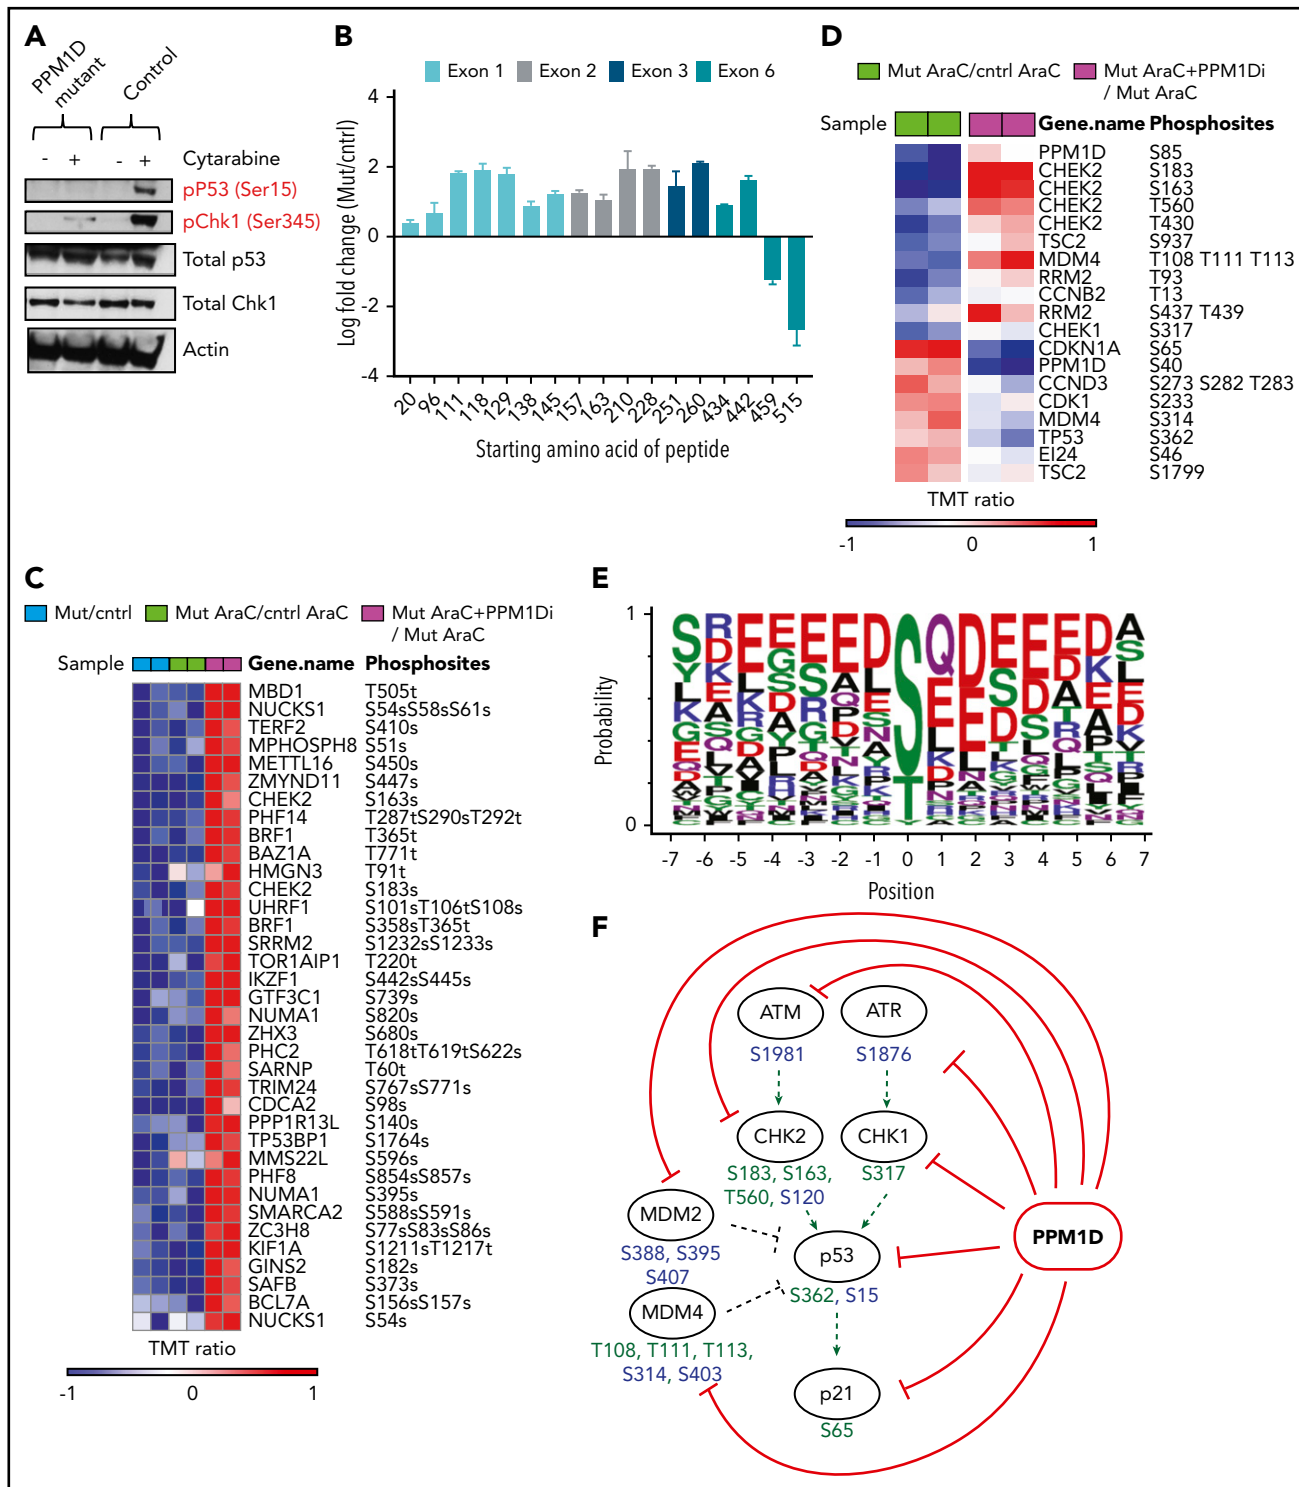 A
PPM1D mutant
Control
- + - +
Cytarabine
pP53 (Ser15)
pChk1 (Ser345)
Total p53
Total Chk1
Actin
B
Exon 1 Exon 2 Exon 3 Exon 6
Log fold change (Mut/cntrl)
4
2
0
-2
-4
20 96 111 118 129 138 145 157 163 210 228 251 260 434 442 459 515
Starting amino acid of peptide
D
Mut AraC/cntrl AraC
Mut AraC+PPM1Di
/ Mut AraC
Sample Gene.name Phosphosites
PPM1D S85
CHEK2 S183
CHEK2 S163
CHEK2 T560
CHEK2 T430
TSC2 S937
MDM4 T108 T111 T113
RRM2 T93
CCNB2 T13
RRM2 S437 T439
CHEK1 S317
CDKN1A S65
PPM1D S40
CCND3 S273 S282 T283
CDK1 S233
MDM4 S314
TP53 S362
EI24 S46
TSC2 S1799
TMT ratio
-1 0 1
C
Mut/cntrl Mut AraC/cntrl AraC Mut AraC+PPM1Di
/ Mut AraC
Sample Gene.name Phosphosites
MBD1 T505t
NUCKS1 S54sS58sS61s
TERF2 S410s
MPHOSPH8 S51s
METTL16 S450s
ZMYND11 S447s
CHEK2 S163s
PHF14 T287tS290sT292t
BRF1 T365t
BAZ1A T771t
HMGN3 T91t
CHEK2 S183s
UHRF1 S101sT106tS108s
BRF1 S358sT365t
SRRM2 S1232sS1233s
TOR1AIP1 T220t
IKZF1 S442sS445s
GTF3C1 S739s
NUMA1 S820s
ZHX3 S680s
PHC2 T618tT619tS622s
SARNP T60t
TRIM24 S767sS771s
CDCA2 S98s
PPP1R13L S140s
TP53BP1 S1764s
MMS22L S596s
PHF8 S854sS857s
NUMA1 S395s
SMARCA2 S588sS591s
ZC3H8 S77sS83sS86s
KIF1A S1211sT1217t
GINS2 S182s
SAFB S373s
BCL7A S156sS157s
NUCKS1 S54s
TMT ratio
-1 0 1
E
Probability
1
0
-7 -6 -5 -4 -3 -2 -1 0 1 2 3 4 5 6 7
Position
F
ATM ATR
S1981 S1876
CHK2 CHK1
S183, S163, S317
T560, S120
MDM2
S388, S395
S407
p53
S362, S15
PPM1D
MDM4
T108, T111, T113,
S314, S403
p21
S65